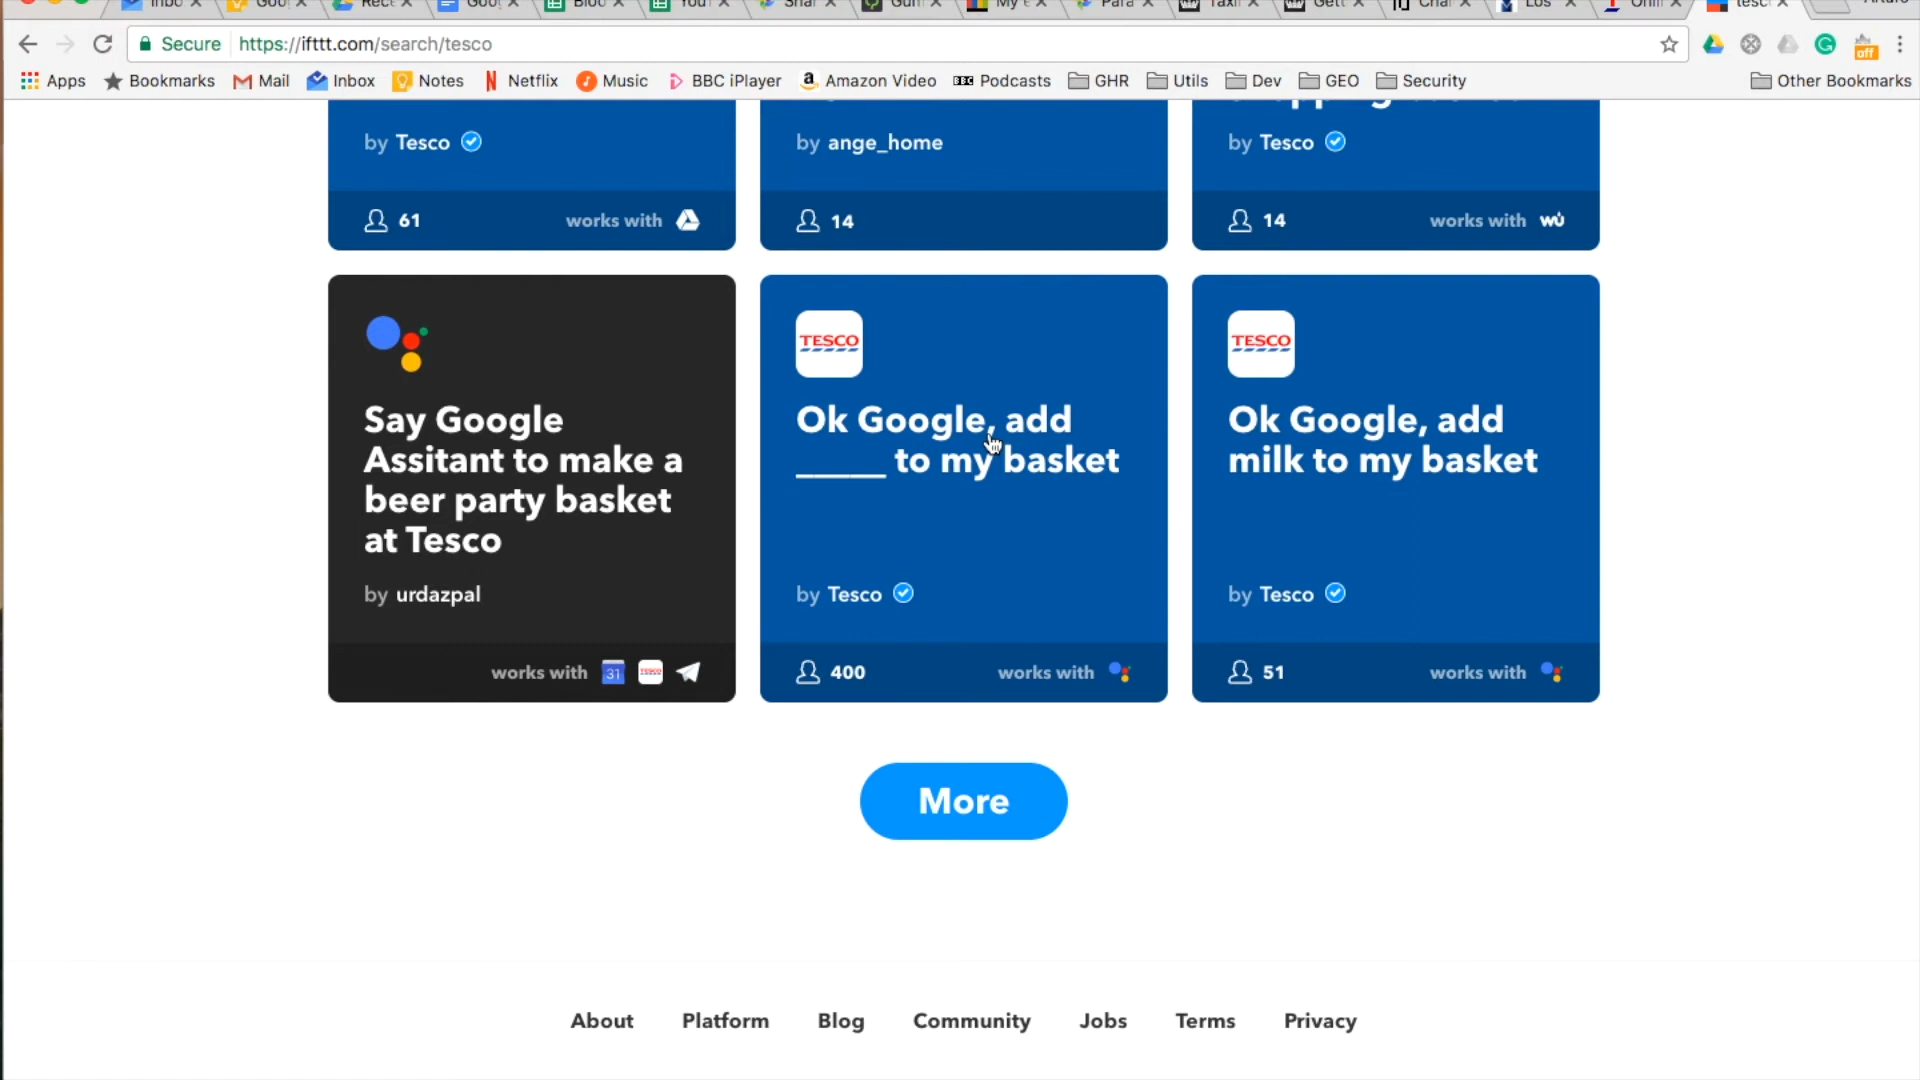 Secure https://ifttt.com/search/tesco
Apps Bookmarks Mail Inbox Notes Netflix Music BBC iPlayer Amazon Video Podcasts GHR Utils Dev GEO Security Other Bookmarks
off
by Tesco
by ange_home
by Tesco
61 works with
14
14 works with
Say Google
Assitant to make a
beer party basket
at Tesco
by urdazpal
works with 31 TESCO
TESCO
Ok Google, add
_____ to my basket
by Tesco
400 works with
TESCO
Ok Google, add
milk to my basket
by Tesco
51 works with
More
About Platform Blog Community Jobs Terms Privacy